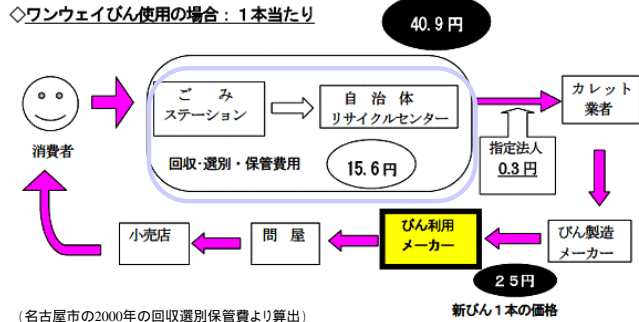 ◇ワンウェイびん使用の場合：１本当たり
40.9円
ごみ
ステーション
自治体
リサイクルセンター
カレット
業者
消費者
回収･選別・保管費用
15.6円
指定法人
0.3円
小売店
問屋
びん利用
メーカー
びん製造
メーカー
２５円
新びん１本の価格
（名古屋市の2000年の回収選別保管費より算出）